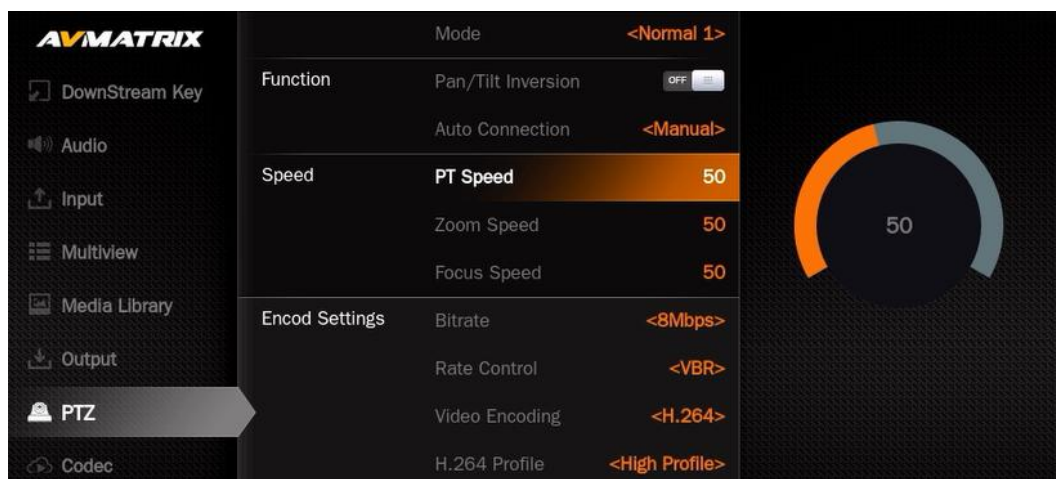 AVMATRIX
DownStream Key
Audio
Input
Multiview
Media Library
Output
PTZ
Codec
Mode <Normal 1>
Function Pan/Tilt Inversion OFF
Auto Connection <Manual>
Speed PT Speed 50
Zoom Speed 50
Focus Speed 50
Encod Settings Bitrate <8Mbps>
Rate Control <VBR>
Video Encoding <H.264>
H.264 Profile <High Profile>
50